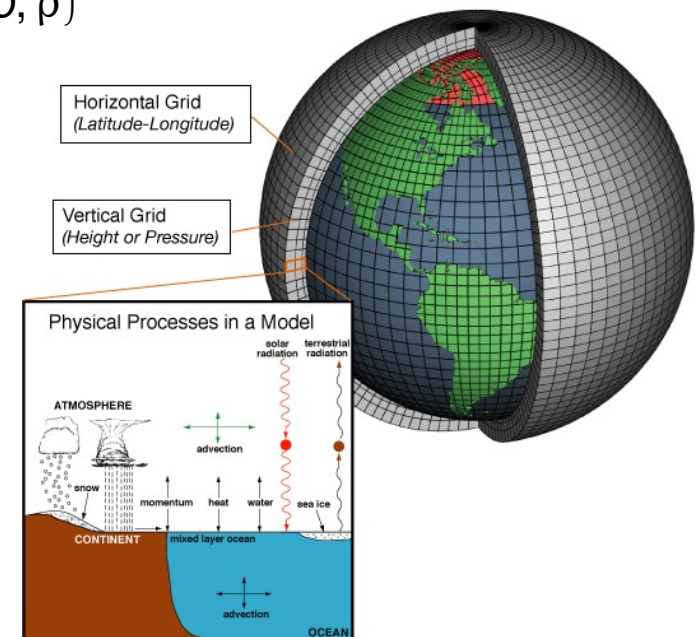 O, ρ)
Horizontal Grid
(Latitude-Longitude)
Vertical Grid
(Height or Pressure)
Physical Processes in a Model
solar
radiation
terrestrial
radiation
ATMOSPHERE
advection
snow
momentum
heat
water
sea ice
CONTINENT
mixed layer ocean
advection
OCEAN